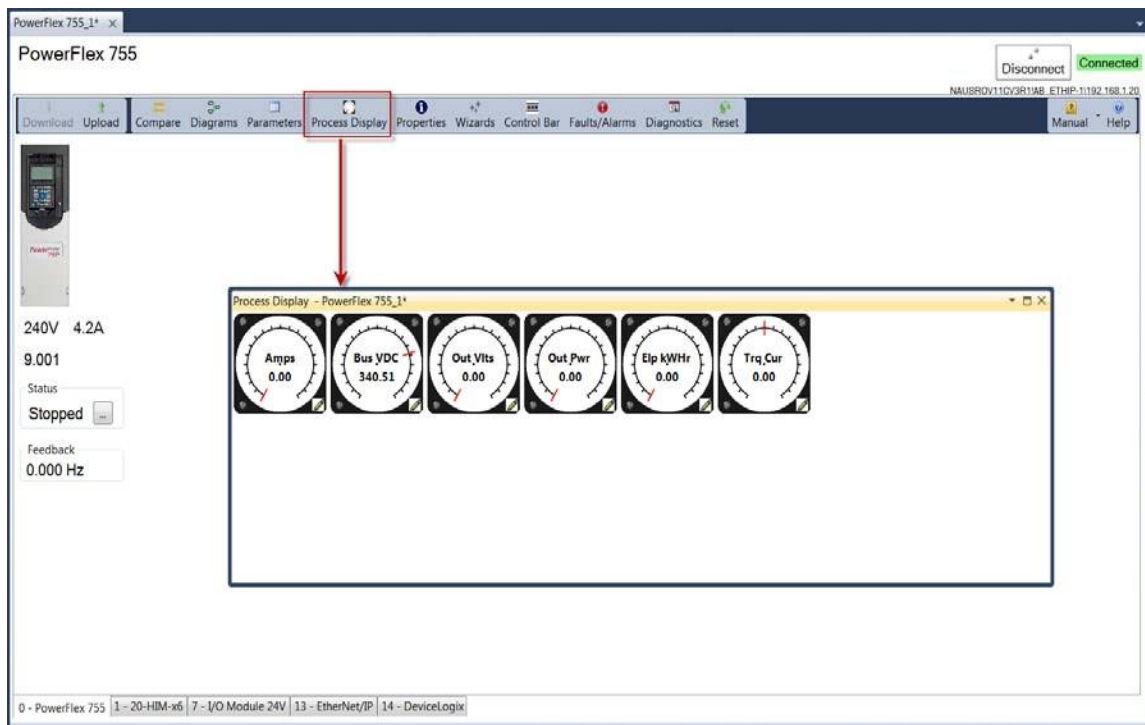 PowerFlex 755_1*
PowerFlex 755
Disconnect
Connected
NAUSROV11CV3R1!AB_ETHIP-1\192.168.1.20
Download Upload Compare Diagrams Parameters Process Display Properties Wizards Control Bar Faults/Alarms Diagnostics Reset Manual Help
Process Display - PowerFlex 755_1*
Amps
0.00
Bus VDC
340.51
Out Vlts
0.00
Out Pwr
0.00
Elp kWHr
0.00
Trq Cur
0.00
240V 4.2A
9.001
Status
Stopped ...
Feedback
0.000 Hz
0 - PowerFlex 755 1 - 20-HIM-x6 7 - I/O Module 24V 13 - EtherNet/IP 14 - DeviceLogix